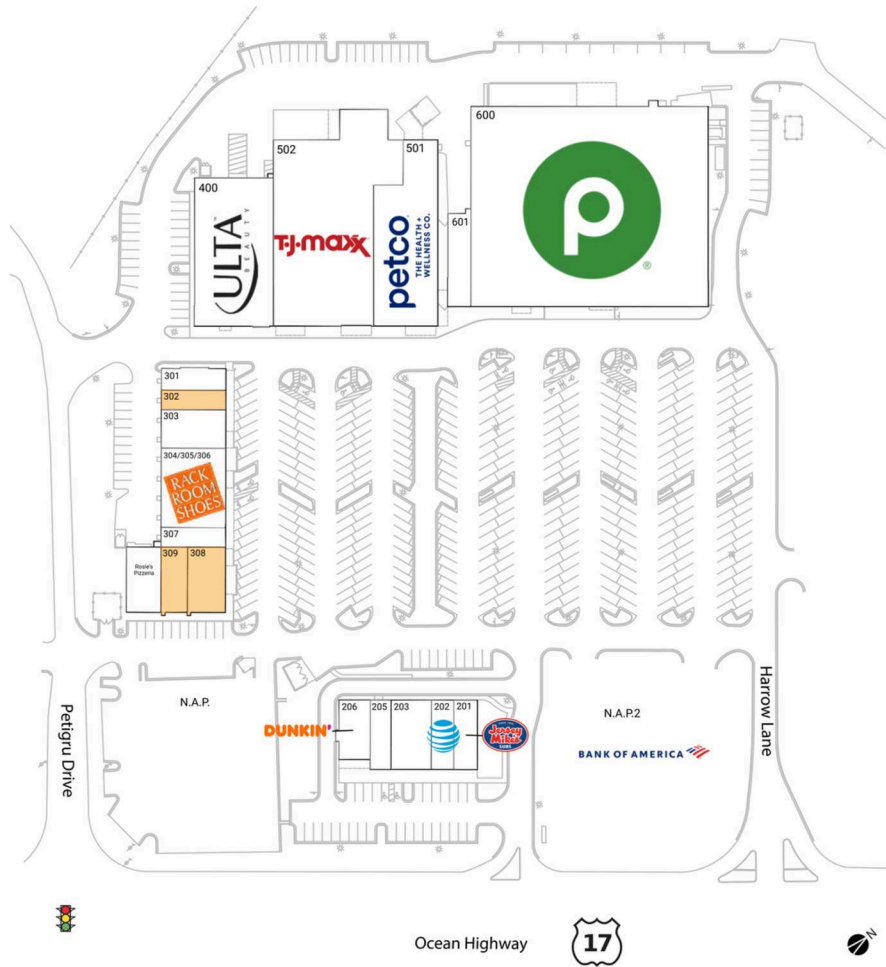 600
502
501
400
ULTA™
BEAUTY
T.J.maxx
petco®
THE HEALTH +
WELLNESS CO.
601
p
®
301
302
303
304/305/306
RACK
ROOM
SHOES
307
309
308
Rosie's
Pizzeria
N.A.P.
206
205
203
202
201
DUNKIN'
AT&T
Jersey
Mike's
SUBS
N.A.P.2
BANK OF AMERICA
Petigru Drive
Harrow Lane
Ocean Highway
17
N